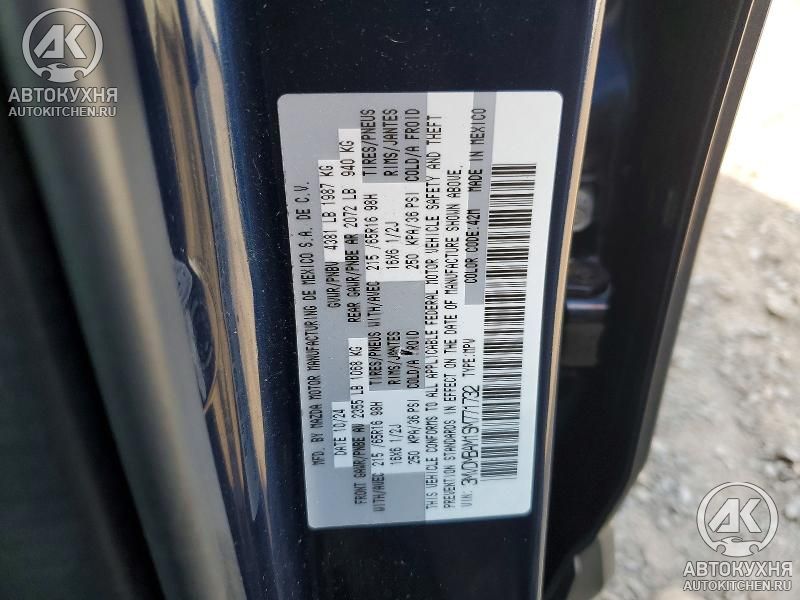 АВТОКУХНЯ
AUTOKITCHEN.RU
MFD. BY MAZDA MOTOR MANUFACTURING DE MEXICO S.A. DE C.V.
DATE 10/24 GVWR/PNBV 4381 LB 1987 KG
FRONT GAWR/PNBE AV 2355 LB 1068 KG REAR GAWR/PNBE AR 2072 LB 940 KG
WITH/AVEC 215 /65R16 98H TIRES/PNEUS WITH/AVEC 215 /65R16 98H TIRES/PNEUS
16X6 1/2J RIMS/JANTES 16X6 1/2J RIMS/JANTES
250 KPA/36 PSI COLD/A FROID 250 KPA/36 PSI COLD/A FROID
THIS VEHICLE CONFORMS TO ALL APPLICABLE FEDERAL MOTOR VEHICLE SAFETY AND THEFT
PREVENTION STANDARDS IN EFFECT ON THE DATE OF MANUFACTURE SHOWN ABOVE.
VIN: TYPE:MPV COLOR CODE:42M MADE IN MEXICO
АВТОКУХНЯ
AUTOKITCHEN.RU